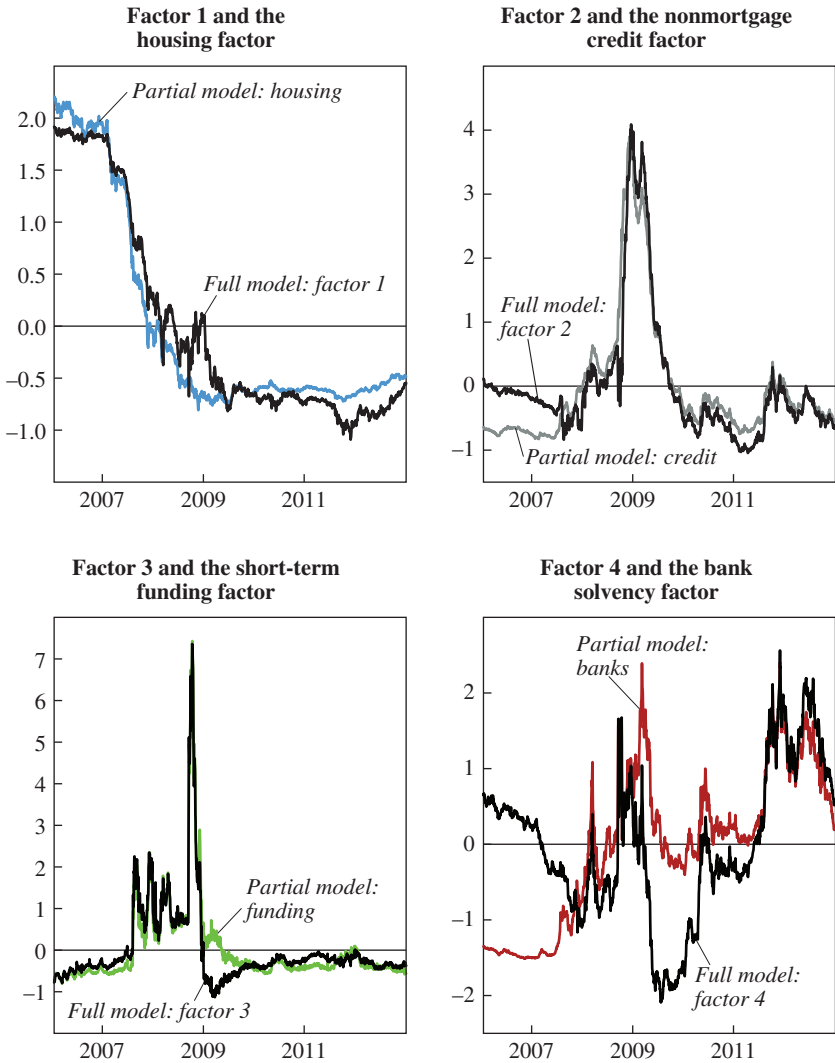 Factor 1 and the
housing factor
Partial model: housing
2.0
1.5
1.0
0.5
0.0
–0.5
–1.0
Full model: factor 1
2007
2009
2011
Factor 2 and the nonmortgage
credit factor
4
3
2
1
0
–1
Full model:
factor 2
Partial model: credit
2007
2009
2011
Factor 3 and the short-term
funding factor
7
6
5
4
3
2
1
0
–1
Partial model:
funding
Full model: factor 3
2007
2009
2011
Factor 4 and the bank
solvency factor
Partial model:
banks
2
1
0
–1
–2
Full model:
factor 4
2007
2009
2011